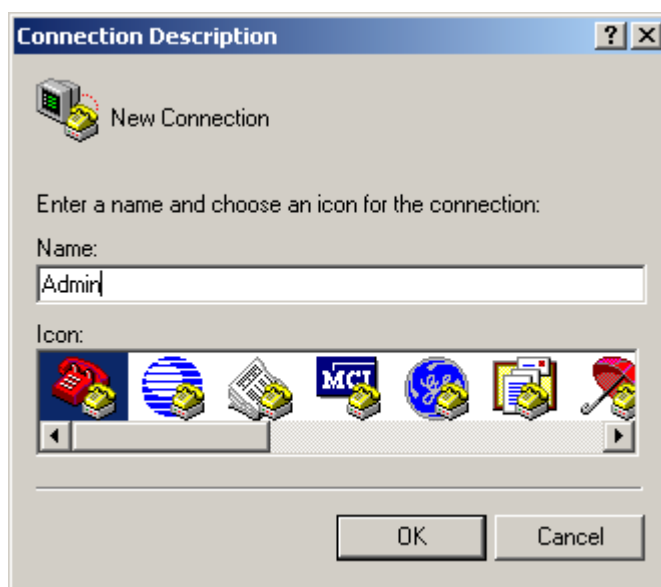 Connection Description
New Connection
Enter a name and choose an icon for the connection:
Name:
Admin
Icon:
MCI
OK
Cancel